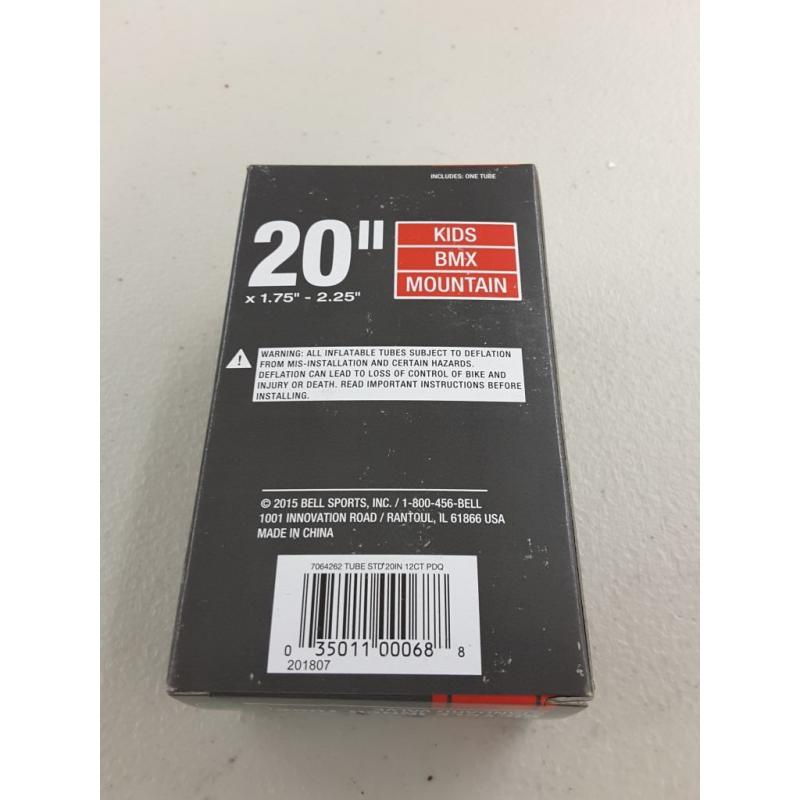 INCLUDES: ONE TUBE
20"
x 1.75" - 2.25"
KIDS
BMX
MOUNTAIN
WARNING: ALL INFLATABLE TUBES SUBJECT TO DEFLATION
FROM MIS-INSTALLATION AND CERTAIN HAZARDS.
DEFLATION CAN LEAD TO LOSS OF CONTROL OF BIKE AND
INJURY OR DEATH. READ IMPORTANT INSTRUCTIONS BEFORE
INSTALLING.
© 2015 BELL SPORTS, INC. / 1-800-456-BELL
1001 INNOVATION ROAD / RANTOUL, IL 61866 USA
MADE IN CHINA
7064262 TUBE STD 20IN 12CT PDQ
0 35011 00068 8
201807